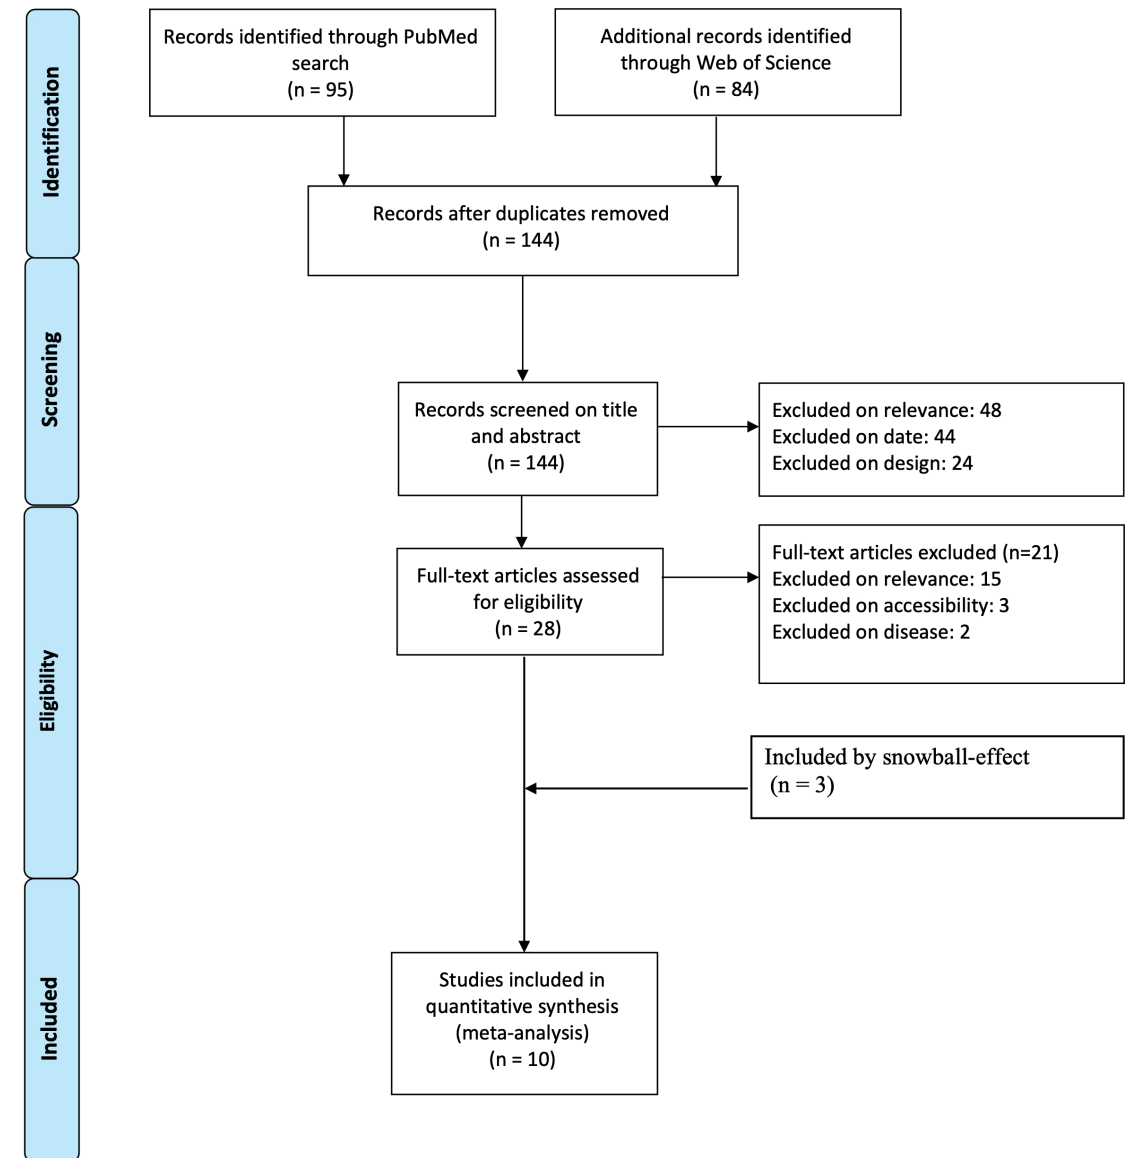 Identification
Records identified through PubMed
search
(n = 95)
Additional records identified
through Web of Science
(n = 84)
Records after duplicates removed
(n = 144)
Screening
Records screened on title
and abstract
(n = 144)
Excluded on relevance: 48
Excluded on date: 44
Excluded on design: 24
Eligibility
Full-text articles assessed
for eligibility
(n = 28)
Full-text articles excluded (n=21)
Excluded on relevance: 15
Excluded on accessibility: 3
Excluded on disease: 2
Included by snowball-effect
(n = 3)
Included
Studies included in
quantitative synthesis
(meta-analysis)
(n = 10)